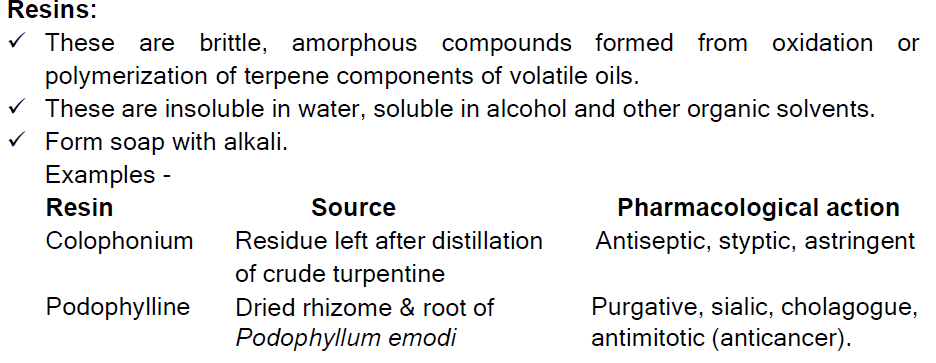 Resins:
✓ These are brittle, amorphous compounds formed from oxidation or
polymerization of terpene components of volatile oils.
✓ These are insoluble in water, soluble in alcohol and other organic solvents.
✓ Form soap with alkali.
Examples -
Resin Source Pharmacological action
Colophonium Residue left after distillation Antiseptic, styptic, astringent
of crude turpentine
Podophylline Dried rhizome & root of Purgative, sialic, cholagogue,
Podophyllum emodi antimitotic (anticancer).